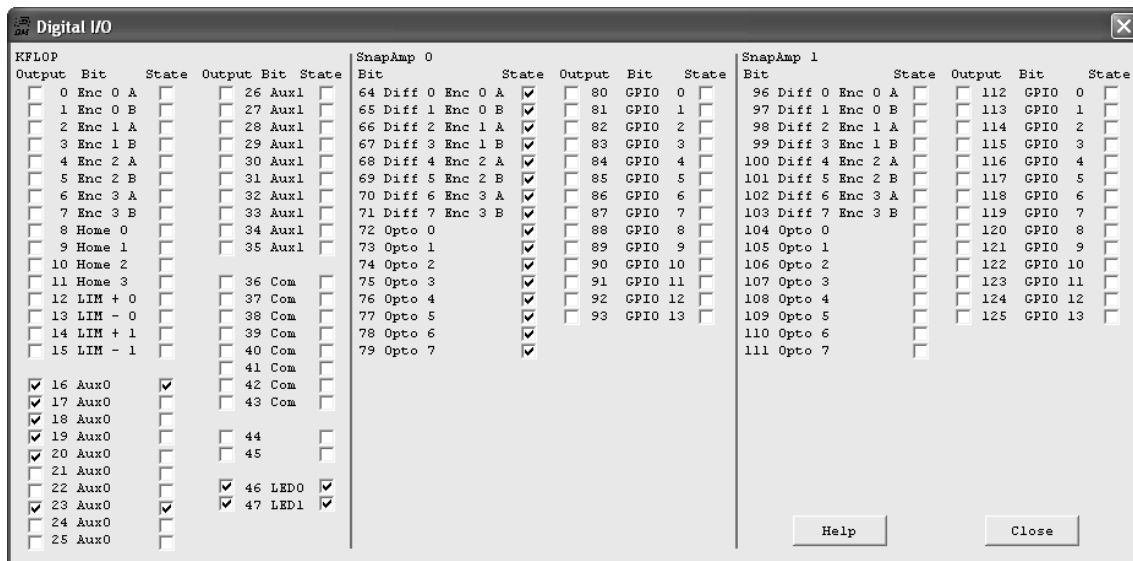 Digital I/O
KFLOP
Output Bit State Output Bit State
0 Enc 0 A
1 Enc 0 B
2 Enc 1 A
3 Enc 1 B
4 Enc 2 A
5 Enc 2 B
6 Enc 3 A
7 Enc 3 B
8 Home 0
9 Home 1
10 Home 2
11 Home 3
12 LIM + 0
13 LIM - 0
14 LIM + 1
15 LIM - 1
16 Aux0
17 Aux0
18 Aux0
19 Aux0
20 Aux0
21 Aux0
22 Aux0
23 Aux0
24 Aux0
25 Aux0
26 Aux1
27 Aux1
28 Aux1
29 Aux1
30 Aux1
31 Aux1
32 Aux1
33 Aux1
34 Aux1
35 Aux1
36 Com
37 Com
38 Com
39 Com
40 Com
41 Com
42 Com
43 Com
44
45
46 LED0
47 LED1
SnapAmp 0
Bit State Output Bit State
64 Diff 0 Enc 0 A
65 Diff 1 Enc 0 B
66 Diff 2 Enc 1 A
67 Diff 3 Enc 1 B
68 Diff 4 Enc 2 A
69 Diff 5 Enc 2 B
70 Diff 6 Enc 3 A
71 Diff 7 Enc 3 B
72 Opto 0
73 Opto 1
74 Opto 2
75 Opto 3
76 Opto 4
77 Opto 5
78 Opto 6
79 Opto 7
80 GPIO 0
81 GPIO 1
82 GPIO 2
83 GPIO 3
84 GPIO 4
85 GPIO 5
86 GPIO 6
87 GPIO 7
88 GPIO 8
89 GPIO 9
90 GPIO 10
91 GPIO 11
92 GPIO 12
93 GPIO 13
SnapAmp 1
Bit State Output Bit State
96 Diff 0 Enc 0 A
97 Diff 1 Enc 0 B
98 Diff 2 Enc 1 A
99 Diff 3 Enc 1 B
100 Diff 4 Enc 2 A
101 Diff 5 Enc 2 B
102 Diff 6 Enc 3 A
103 Diff 7 Enc 3 B
104 Opto 0
105 Opto 1
106 Opto 2
107 Opto 3
108 Opto 4
109 Opto 5
110 Opto 6
111 Opto 7
112 GPIO 0
113 GPIO 1
114 GPIO 2
115 GPIO 3
116 GPIO 4
117 GPIO 5
118 GPIO 6
119 GPIO 7
120 GPIO 8
121 GPIO 9
122 GPIO 10
123 GPIO 11
124 GPIO 12
125 GPIO 13
Help
Close